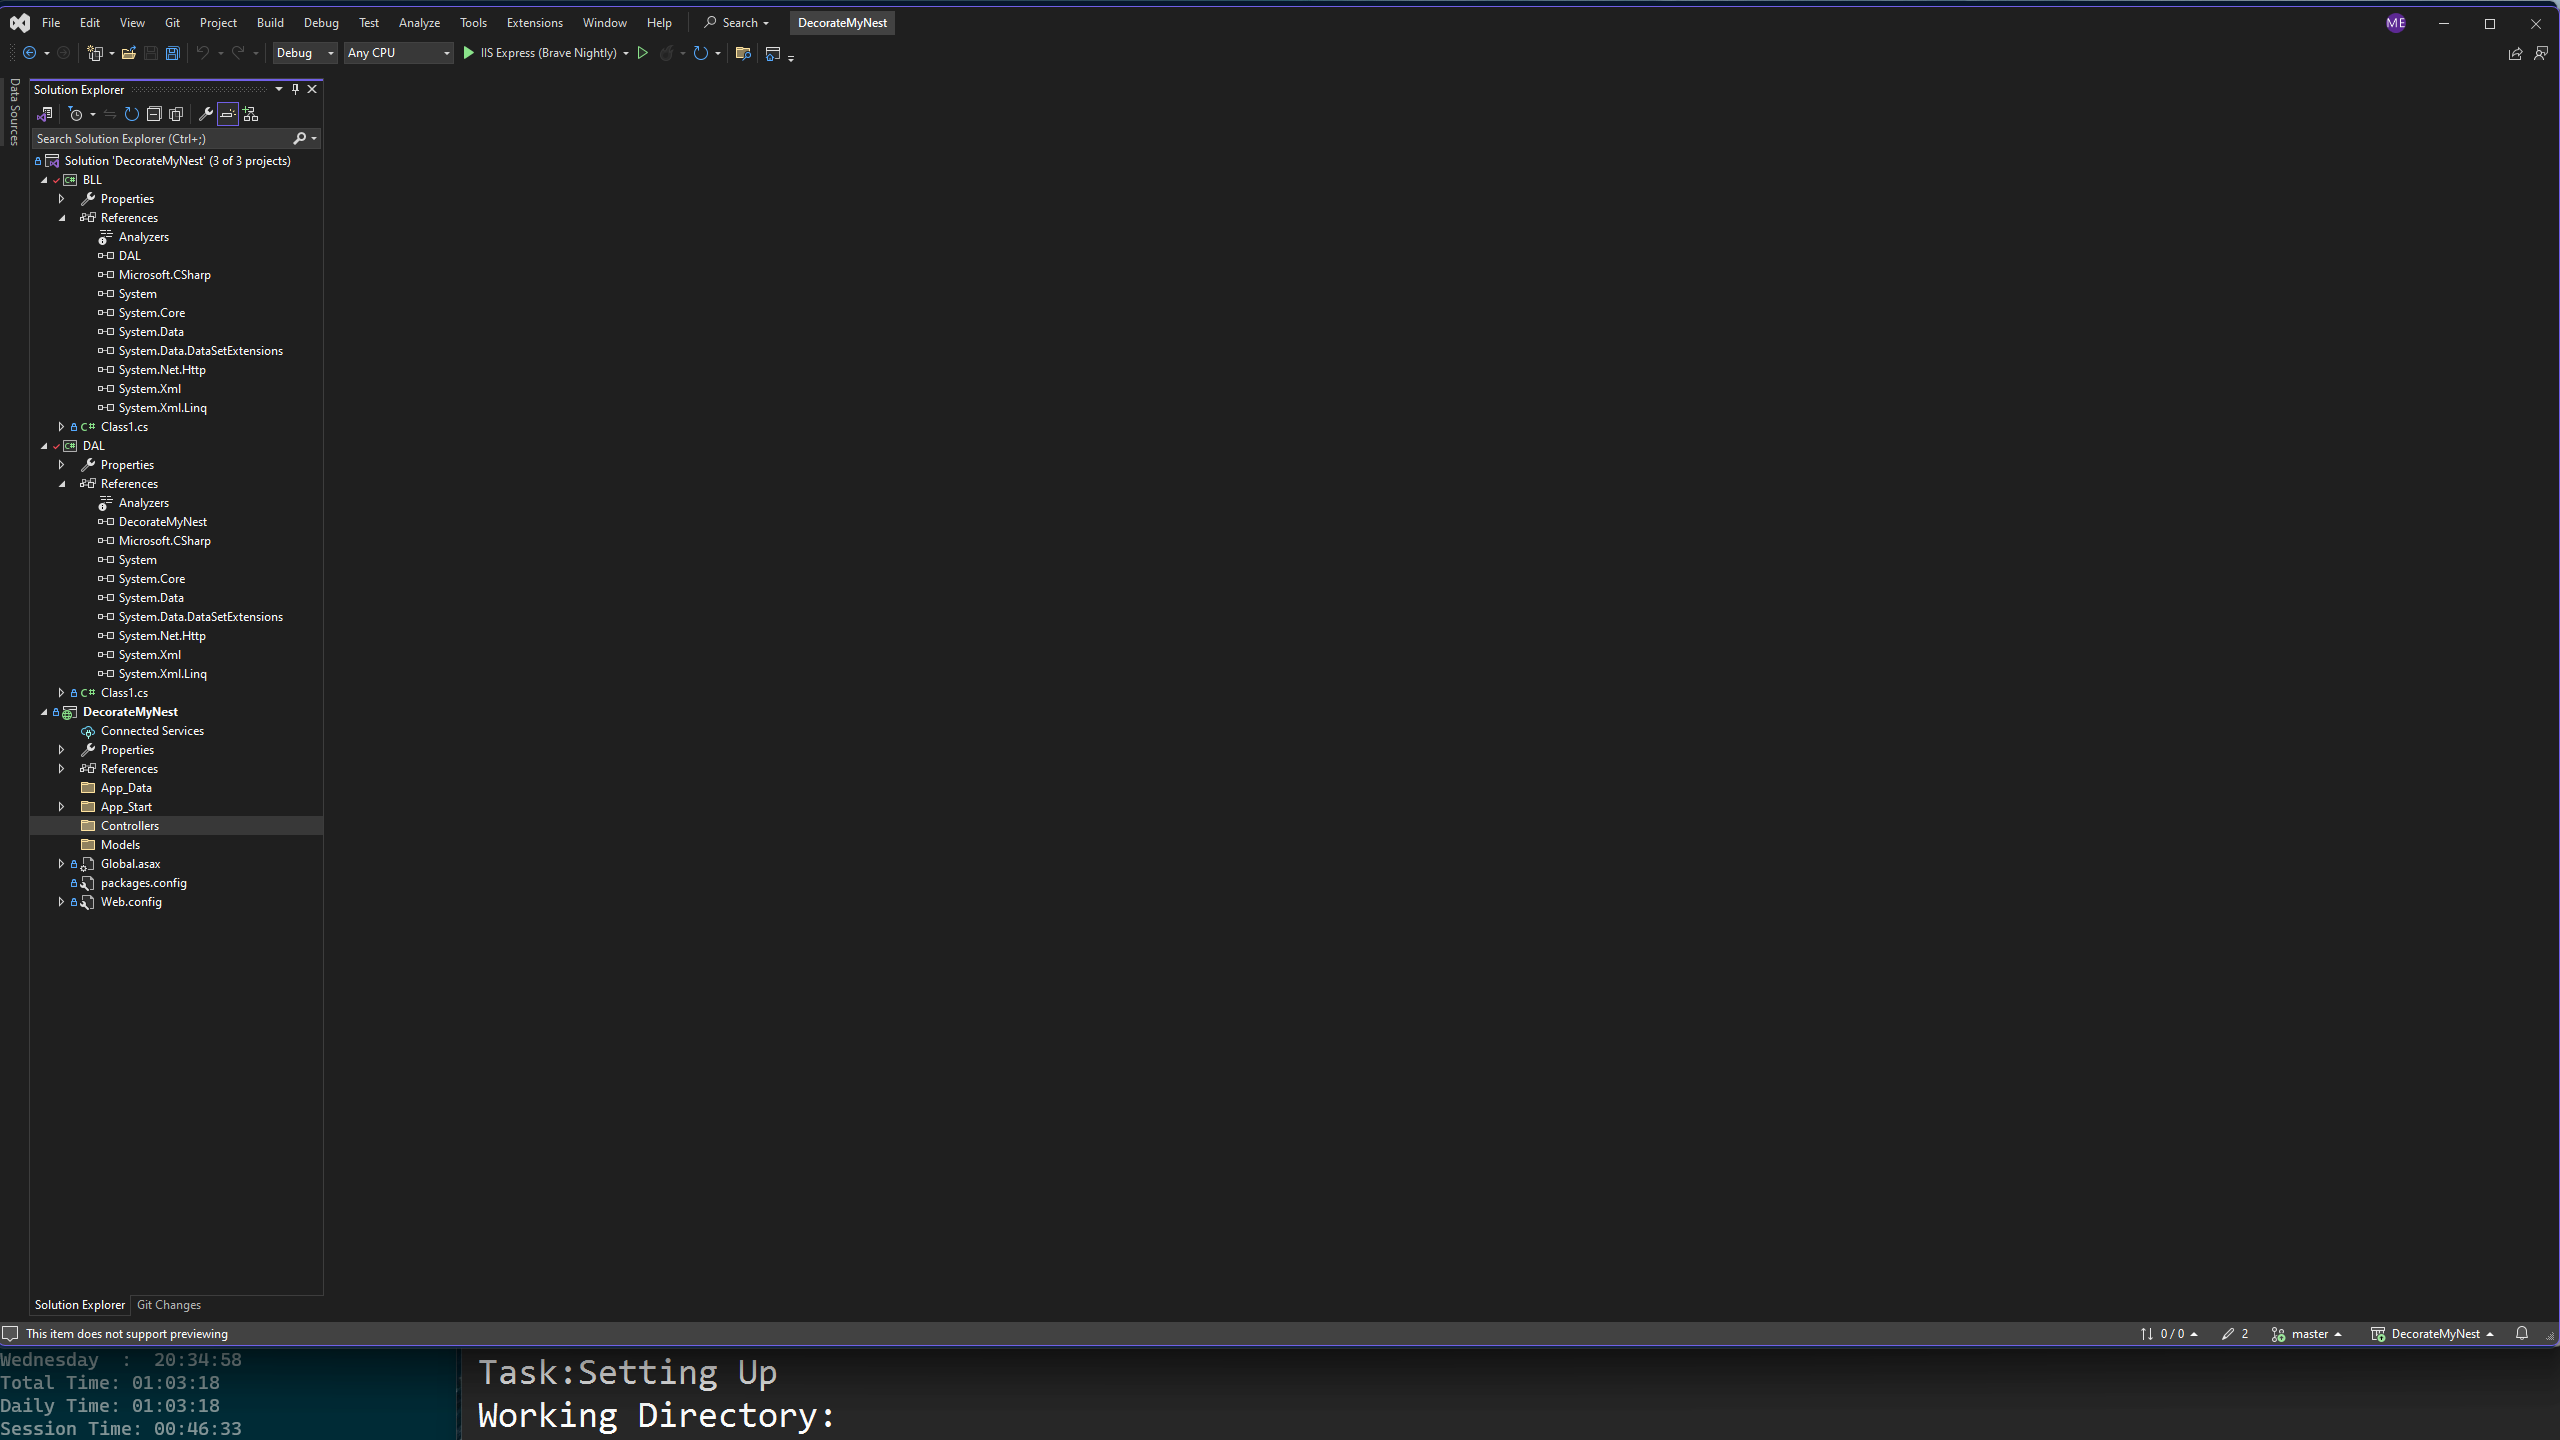 File Edit View Git Project Build Debug Test Analyze Tools Extensions Window Help Search DecorateMyNest ME
Debug Any CPU IIS Express (Brave Nightly)
Data Sources
Solution Explorer
Search Solution Explorer (Ctrl+;)
Solution 'DecorateMyNest' (3 of 3 projects)
C# BLL
Properties
References
Analyzers
DAL
Microsoft.CSharp
System
System.Core
System.Data
System.Data.DataSetExtensions
System.Net.Http
System.Xml
System.Xml.Linq
C# Class1.cs
C# DAL
Properties
References
Analyzers
DecorateMyNest
Microsoft.CSharp
System
System.Core
System.Data
System.Data.DataSetExtensions
System.Net.Http
System.Xml
System.Xml.Linq
C# Class1.cs
DecorateMyNest
Connected Services
Properties
References
App_Data
App_Start
Controllers
Models
Global.asax
packages.config
Web.config
Solution Explorer Git Changes
This item does not support previewing 0 / 0 2 master DecorateMyNest
Wednesday : 20:34:58
Total Time: 01:03:18
Daily Time: 01:03:18
Session Time: 00:46:33
Task:Setting Up
Working Directory: